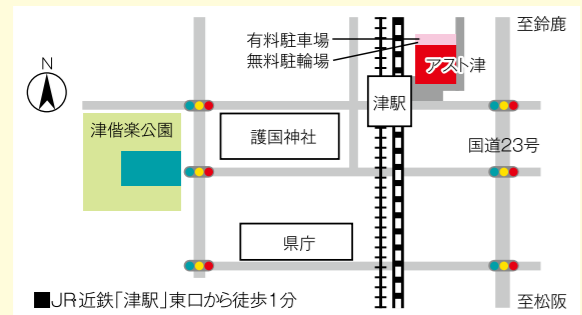 至鈴鹿
有料駐車場
無料駐輪場
アスト津
N
津駅
津偕楽公園
護国神社
国道23号
県庁
■JR近鉄「津駅」東口から徒歩1分
至松阪